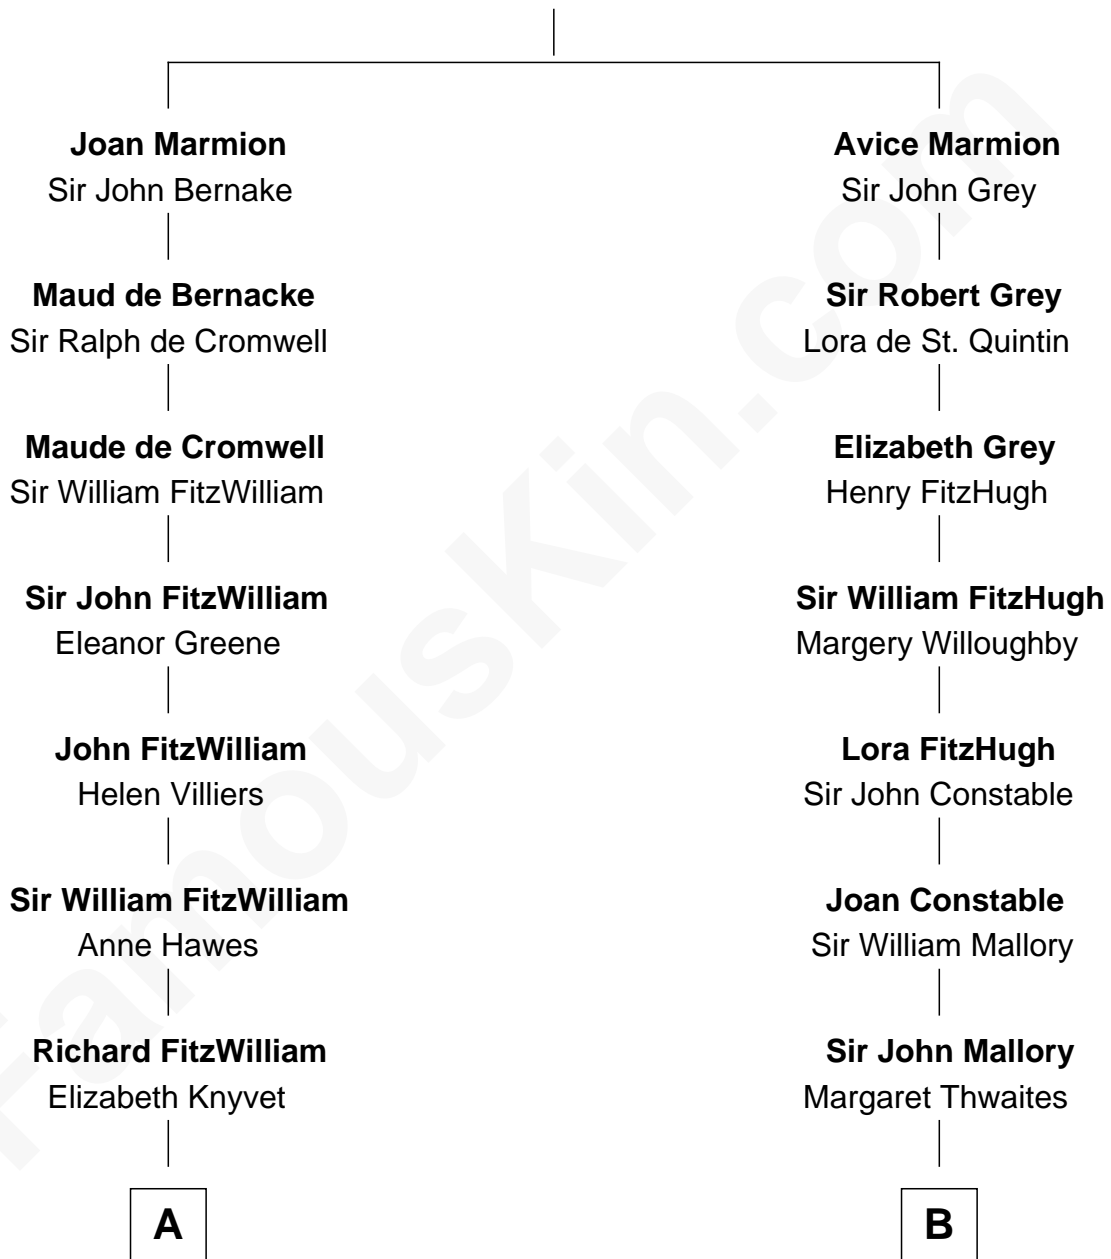 Joan Marmion
Sir John Bernake
Avice Marmion
Sir John Grey
Maud de Bernacke
Sir Ralph de Cromwell
Sir Robert Grey
Lora de St. Quintin
Maude de Cromwell
Sir William FitzWilliam
Elizabeth Grey
Henry FitzHugh
Sir John FitzWilliam
Eleanor Greene
Sir William FitzHugh
Margery Willoughby
John FitzWilliam
Helen Villiers
Lora FitzHugh
Sir John Constable
Sir William FitzWilliam
Anne Hawes
Joan Constable
Sir William Mallory
Richard FitzWilliam
Elizabeth Knyvet
Sir John Mallory
Margaret Thwaites
A
B
FamousKin.com